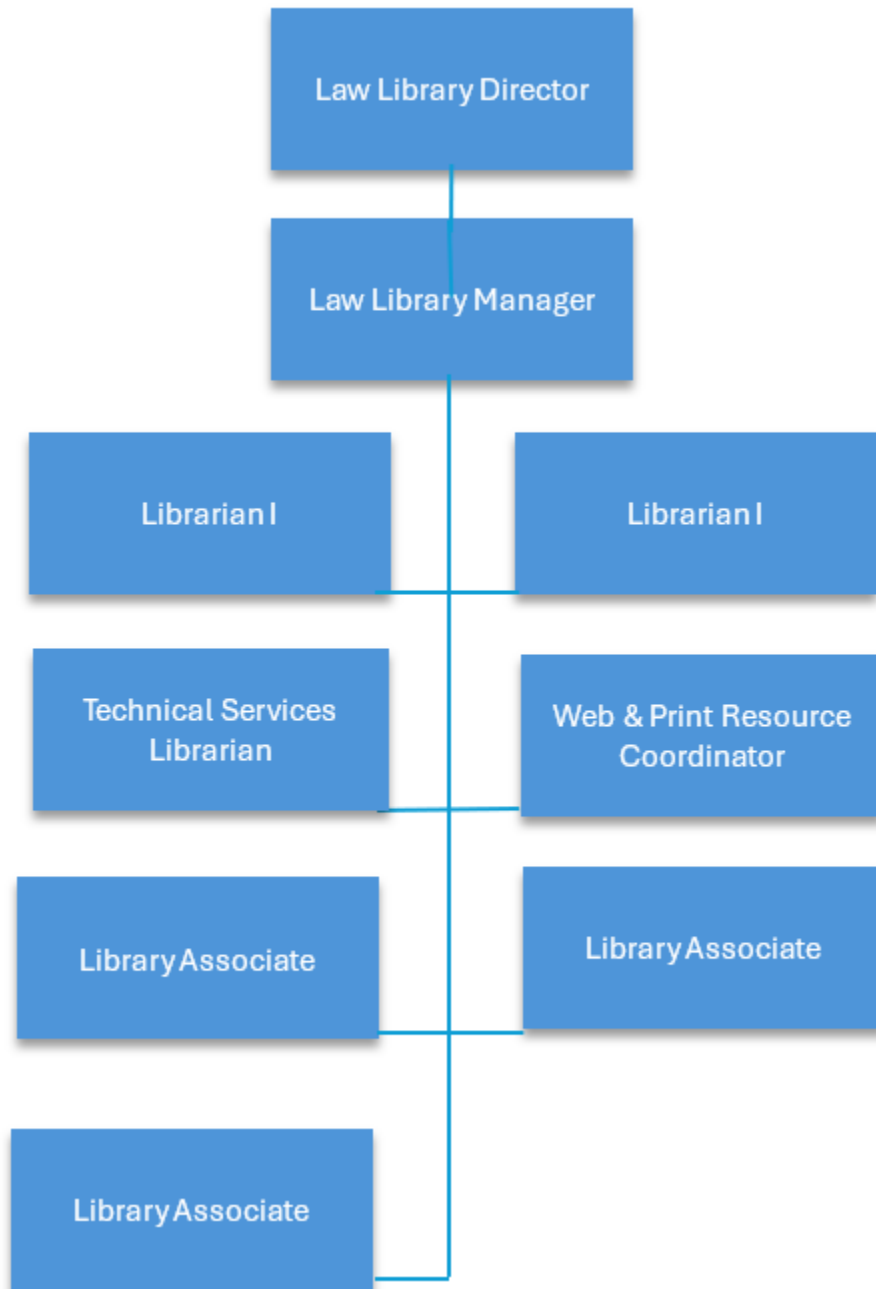 Law Library Director
Law Library Manager
Librarian I
Librarian I
Technical Services
Librarian
Web & Print Resource
Coordinator
Library Associate
Library Associate
Library Associate